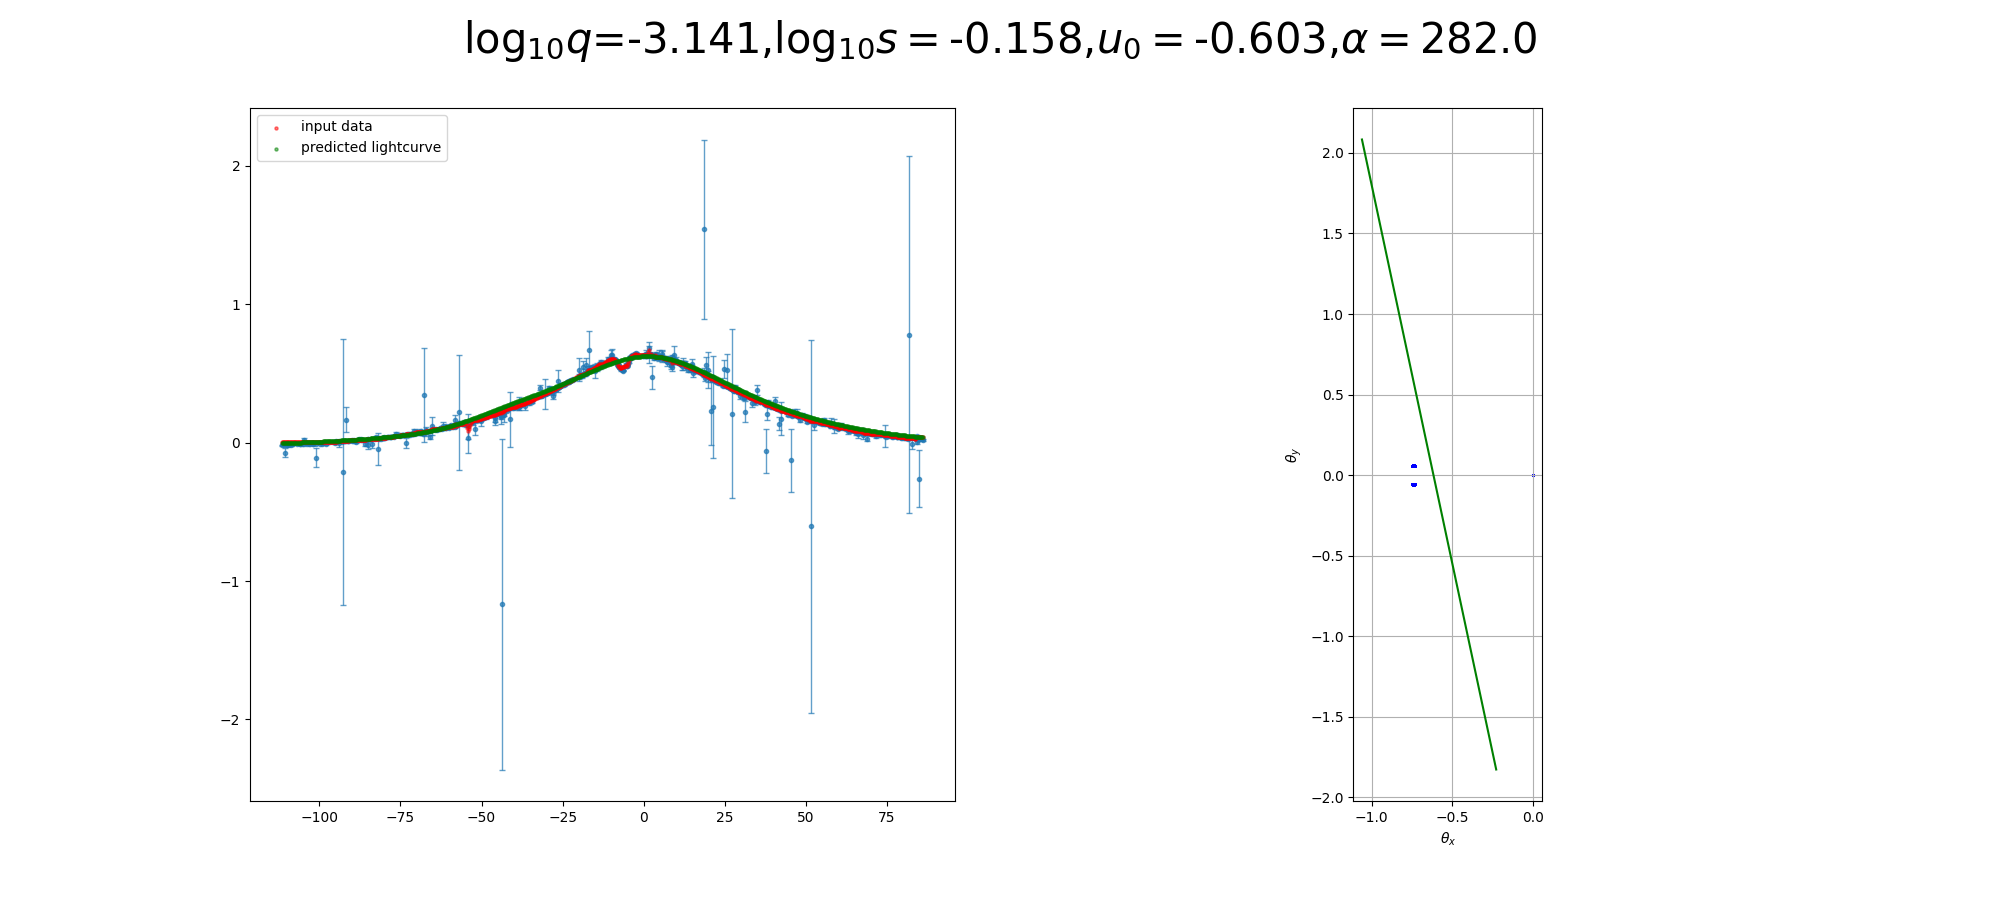 log₁₀q=-3.141,log₁₀s = -0.158,u₀ = -0.603,α = 282.0
input data
predicted lightcurve
2
1
0
−1
−2
−100 −75 −50 −25 0 25 50 75
2.0
1.5
1.0
0.5
0.0
−0.5
−1.0
−1.5
−2.0
θy
−1.0 −0.5 0.0
θx